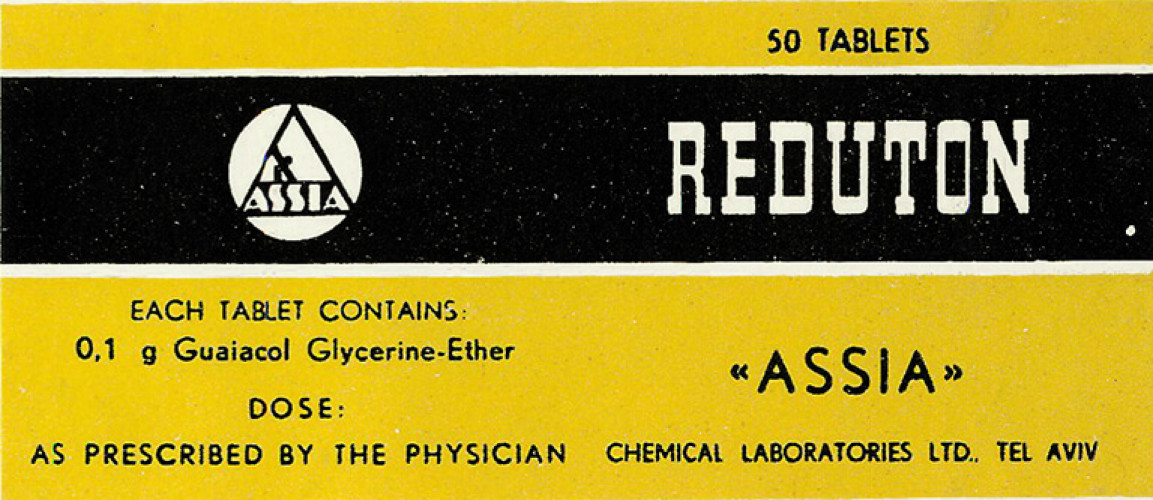 50 TABLETS
ASSIA
REDUTON
EACH TABLET CONTAINS:
0,1 g Guaiacol Glycerine-Ether
DOSE:
AS PRESCRIBED BY THE PHYSICIAN
«ASSIA»
CHEMICAL LABORATORIES LTD., TEL AVIV